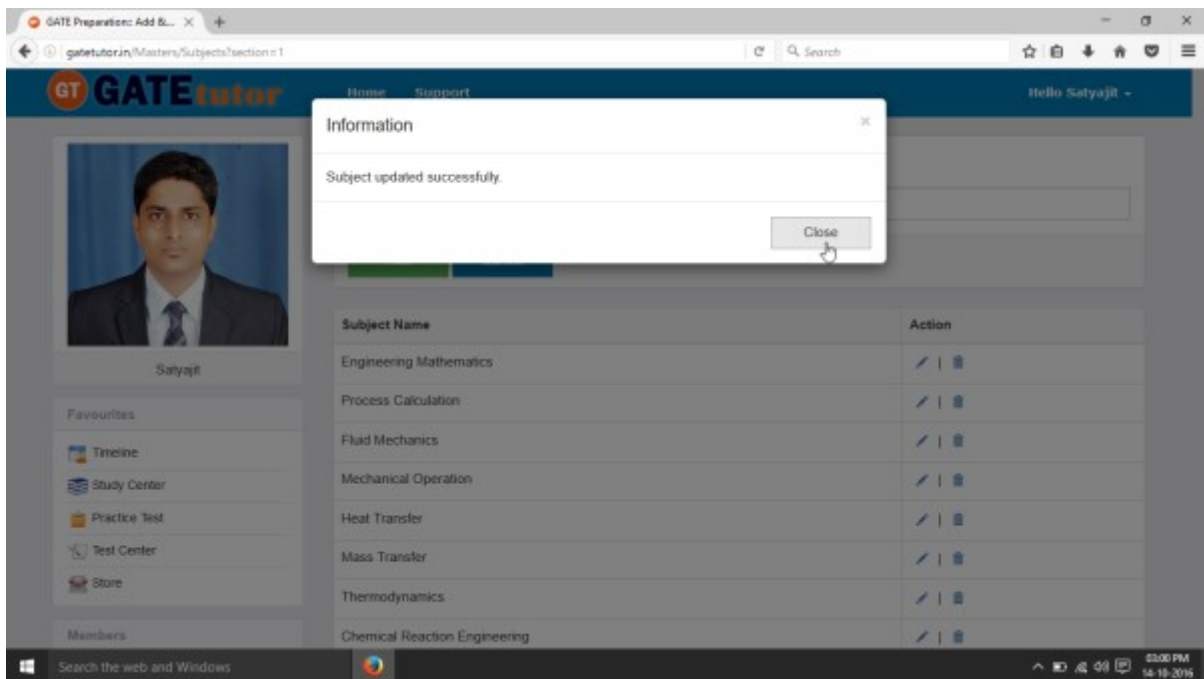 GATE Preparation: Add &...
gatetutor.in/Masters/Subjects?section=1
Search
GT GATEtutor
Home Support
Hello Satyajit
Information
×
Subject updated successfully.
Close
Satyajit
Favourites
Timeline
Study Center
Practice Test
Test Center
Store
Members
Subject Name Action
Engineering Mathematics |
Process Calculation |
Fluid Mechanics |
Mechanical Operation |
Heat Transfer |
Mass Transfer |
Thermodynamics |
Chemical Reaction Engineering |
Search the web and Windows
03:00 PM
14-10-2016